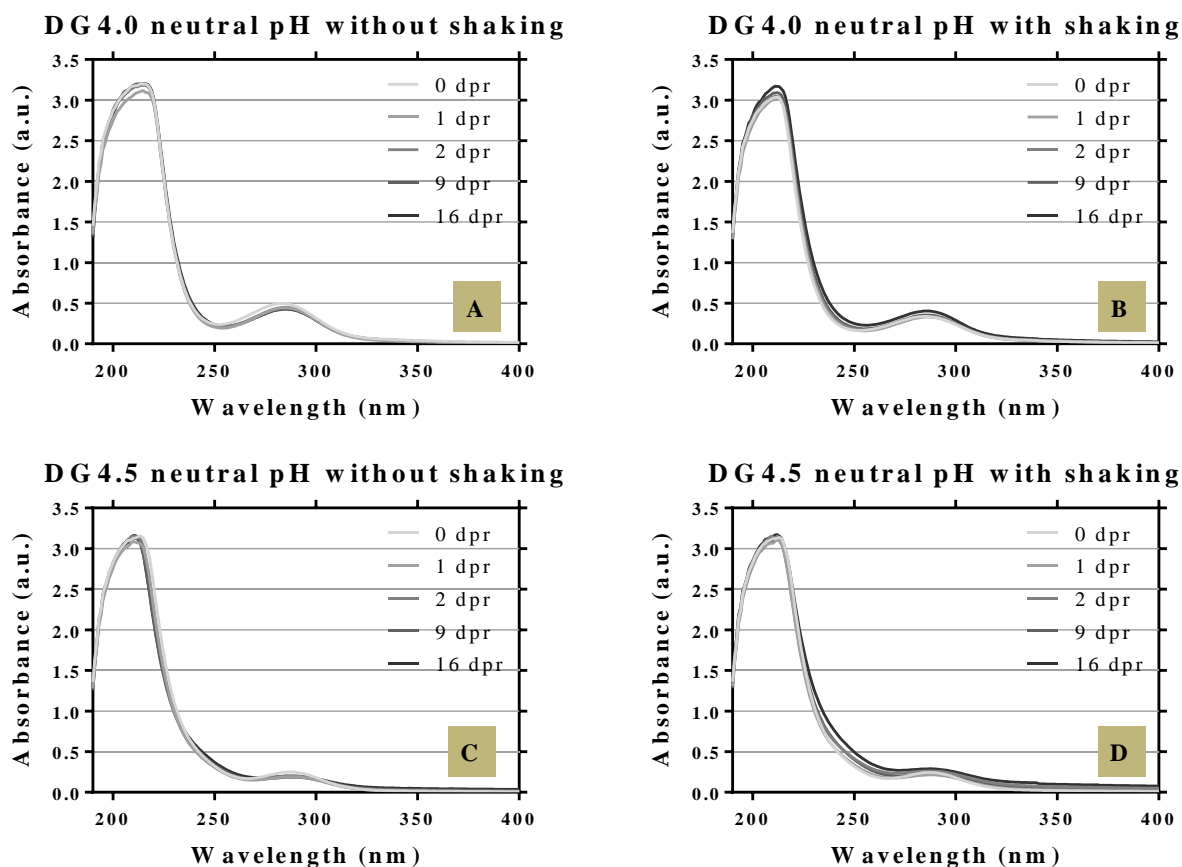 DG4.0 neutral pH without shaking
Absorbance (a.u.)
3.5
3.0
2.5
2.0
1.5
1.0
0.5
0.0
0 dpr
1 dpr
2 dpr
9 dpr
16 dpr
A
200 250 300 350 400
Wavelength (nm)
DG4.0 neutral pH with shaking
Absorbance (a.u.)
3.5
3.0
2.5
2.0
1.5
1.0
0.5
0.0
0 dpr
1 dpr
2 dpr
9 dpr
16 dpr
B
200 250 300 350 400
Wavelength (nm)
DG4.5 neutral pH without shaking
Absorbance (a.u.)
3.5
3.0
2.5
2.0
1.5
1.0
0.5
0.0
0 dpr
1 dpr
2 dpr
9 dpr
16 dpr
C
200 250 300 350 400
Wavelength (nm)
DG4.5 neutral pH with shaking
Absorbance (a.u.)
3.5
3.0
2.5
2.0
1.5
1.0
0.5
0.0
0 dpr
1 dpr
2 dpr
9 dpr
16 dpr
D
200 250 300 350 400
Wavelength (nm)